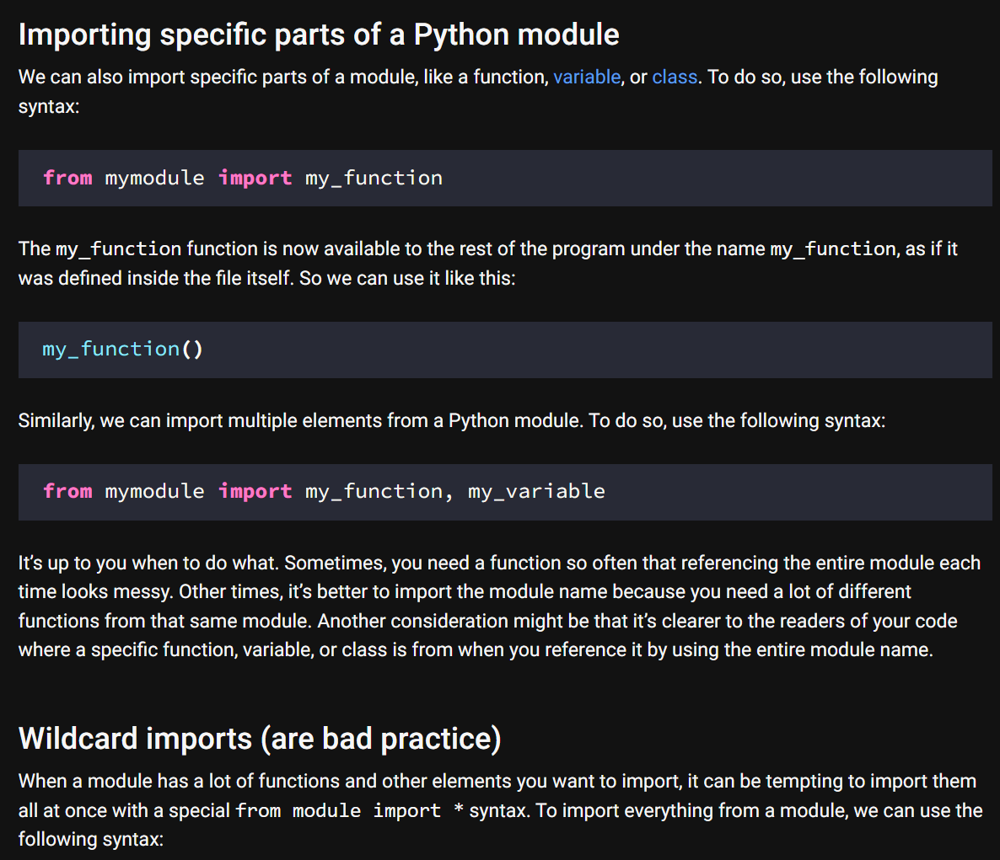 Importing specific parts of a Python module
We can also import specific parts of a module, like a function, variable, or class. To do so, use the following
syntax:
from mymodule import my_function
The my_function function is now available to the rest of the program under the name my_function, as if it
was defined inside the file itself. So we can use it like this:
my_function()
Similarly, we can import multiple elements from a Python module. To do so, use the following syntax:
from mymodule import my_function, my_variable
It’s up to you when to do what. Sometimes, you need a function so often that referencing the entire module each
time looks messy. Other times, it’s better to import the module name because you need a lot of different
functions from that same module. Another consideration might be that it’s clearer to the readers of your code
where a specific function, variable, or class is from when you reference it by using the entire module name.
Wildcard imports (are bad practice)
When a module has a lot of functions and other elements you want to import, it can be tempting to import them
all at once with a special from module import * syntax. To import everything from a module, we can use the
following syntax: